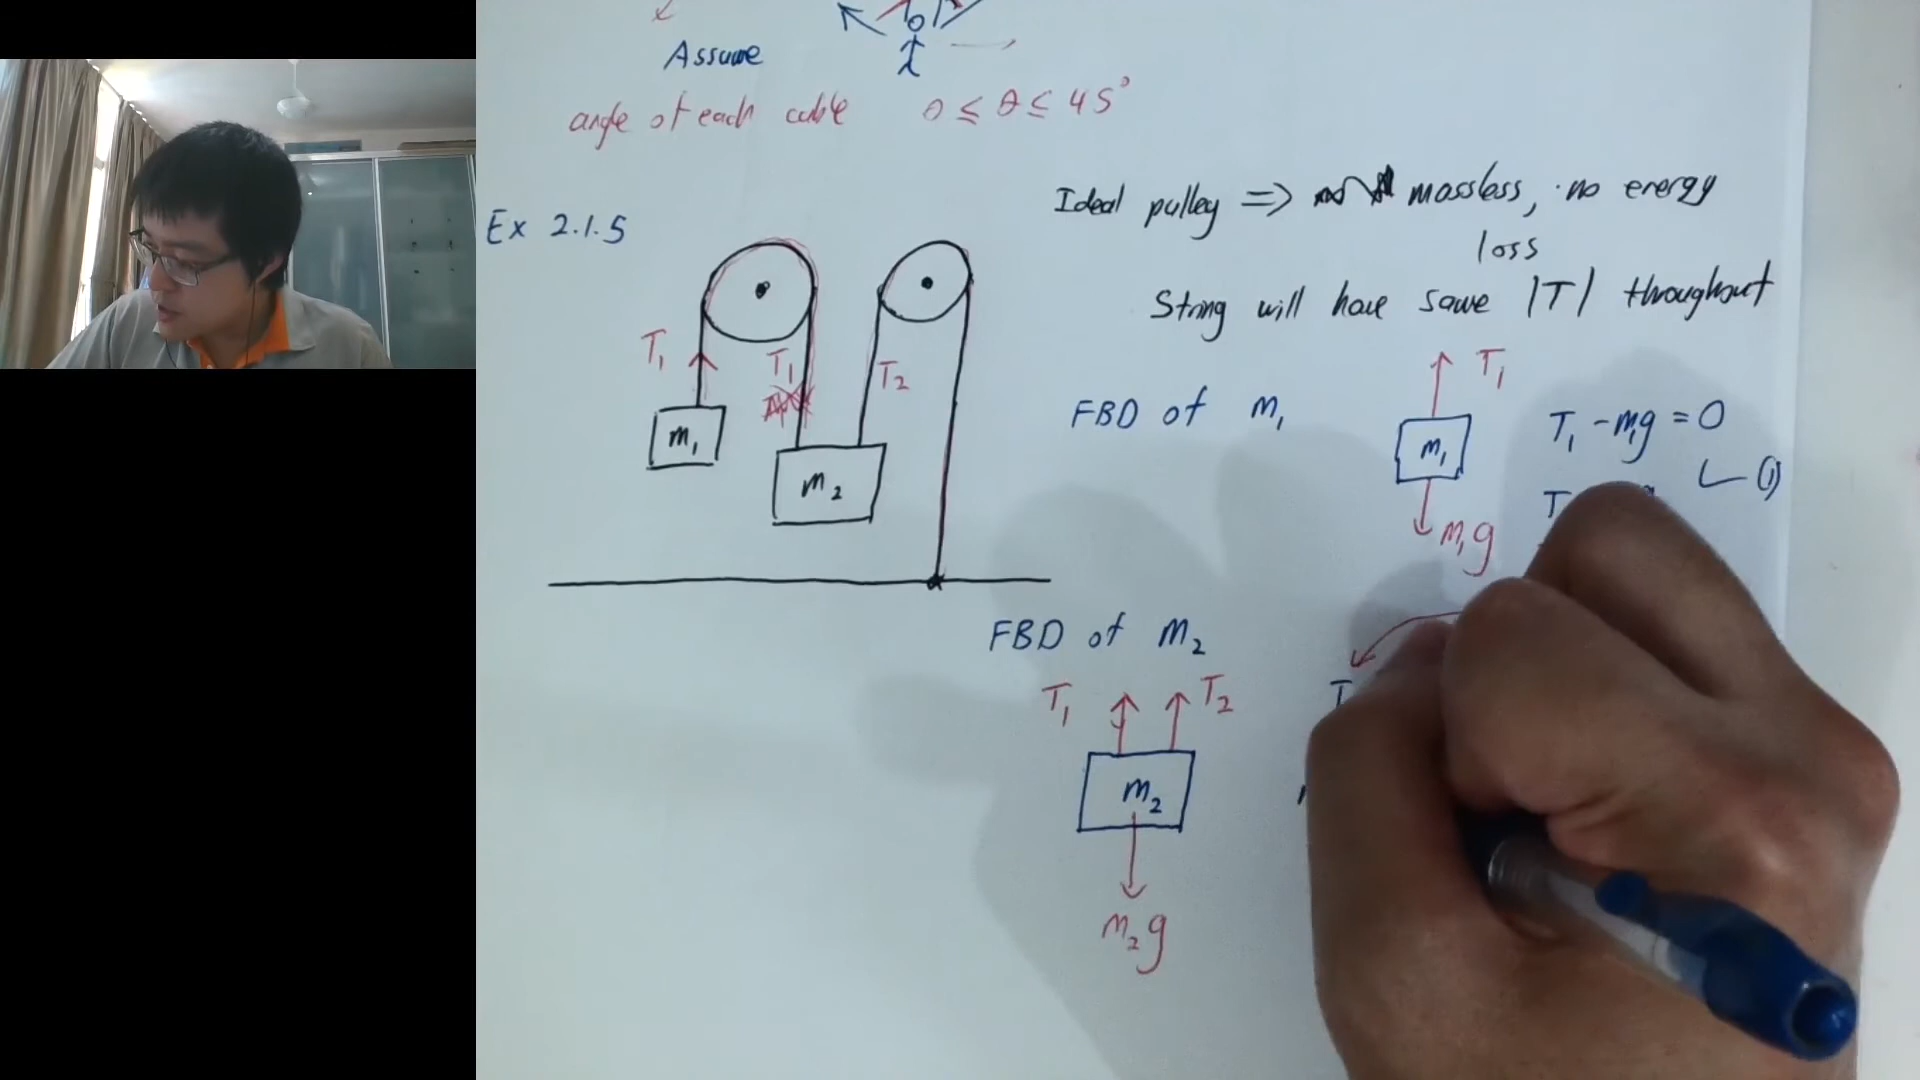 Assume
angle of each cable 0 ≤ θ ≤ 45°
Ideal pulley => massless, no energy
loss
Ex 2.1.5
String will have same |T| throughout
T₁
T₁
T₂
m₁
m₂
FBD of m₁
T₁
m₁
m₁g
T₁ - m₁g = 0
(1)
T
FBD of m₂
T₁
T₂
m₂
m₂g
T